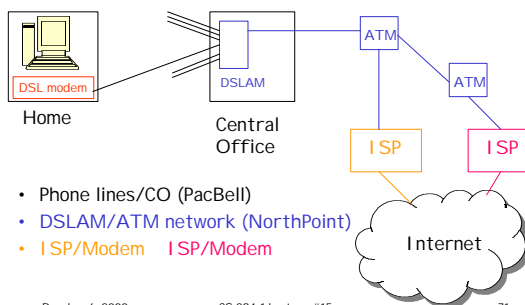 ATM
DSL modem
DSLAM
ATM
Home
Central
Office
ISP
ISP
• Phone lines/CO (PacBell)
• DSLAM/ATM network (NorthPoint)
• ISP/Modem ISP/Modem
Internet